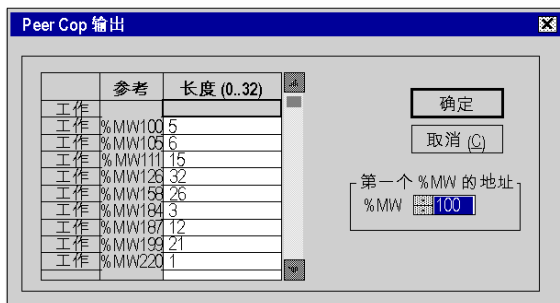 Peer Cop 输出
参考 长度 (0..32)
工作
工作 %MW100 5
工作 %MW105 6
工作 %MW111 15
工作 %MW126 32
工作 %MW158 26
工作 %MW184 3
工作 %MW187 12
工作 %MW199 21
工作 %MW220 1
确定
取消 (C)
第一个 %MW 的地址
%MW 100